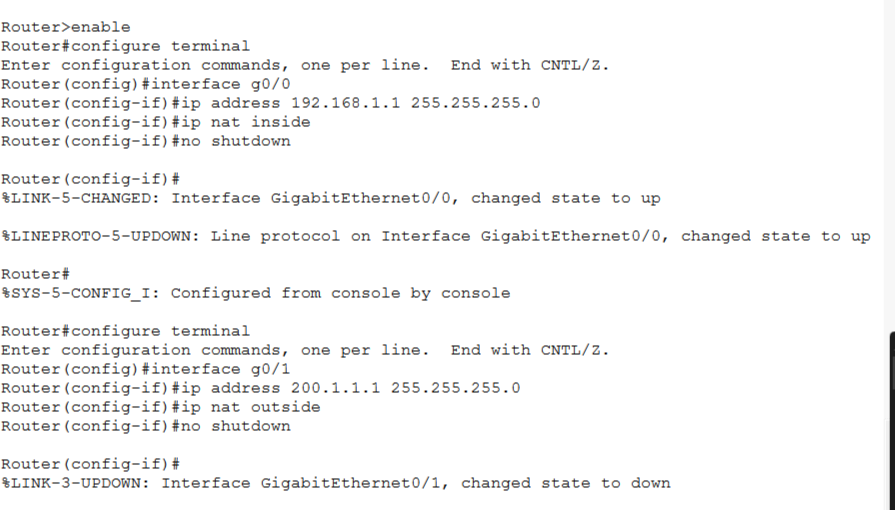 Router>enable
Router#configure terminal
Enter configuration commands, one per line.  End with CNTL/Z.
Router(config)#interface g0/0
Router(config-if)#ip address 192.168.1.1 255.255.255.0
Router(config-if)#ip nat inside
Router(config-if)#no shutdown
Router(config-if)#
%LINK-5-CHANGED: Interface GigabitEthernet0/0, changed state to up
%LINEPROTO-5-UPDOWN: Line protocol on Interface GigabitEthernet0/0, changed state to up
Router#
%SYS-5-CONFIG_I: Configured from console by console
Router#configure terminal
Enter configuration commands, one per line.  End with CNTL/Z.
Router(config)#interface g0/1
Router(config-if)#ip address 200.1.1.1 255.255.255.0
Router(config-if)#ip nat outside
Router(config-if)#no shutdown
Router(config-if)#
%LINK-3-UPDOWN: Interface GigabitEthernet0/1, changed state to down